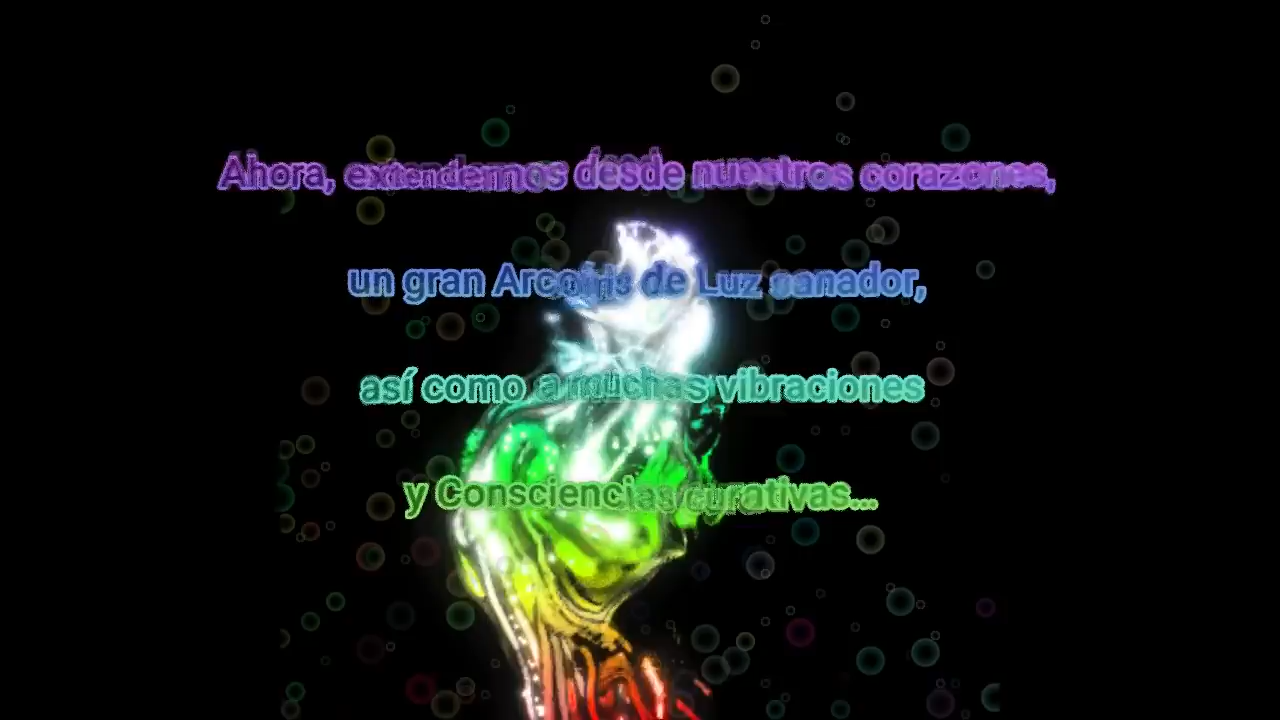 Ahora, extendemos desde nuestros corazones,
un gran Arcoíris de Luz sanador,
así como a muchas vibraciones
y Consciencias curativas...